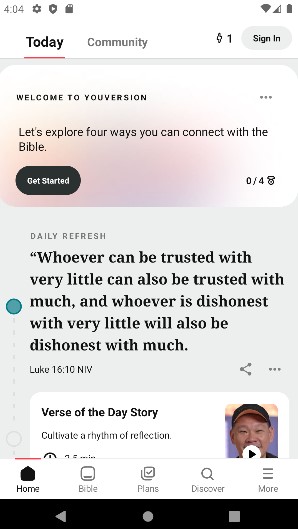 4:04
Today
Community
1
Sign In
WELCOME TO YOUVERSION
Let's explore four ways you can connect with the
Bible.
Get Started
0 / 4
DAILY REFRESH
“Whoever can be trusted with
very little can also be trusted with
much, and whoever is dishonest
with very little will also be
dishonest with much.
Luke 16:10 NIV
Verse of the Day Story
Cultivate a rhythm of reflection.
Home
Bible
Plans
Discover
More